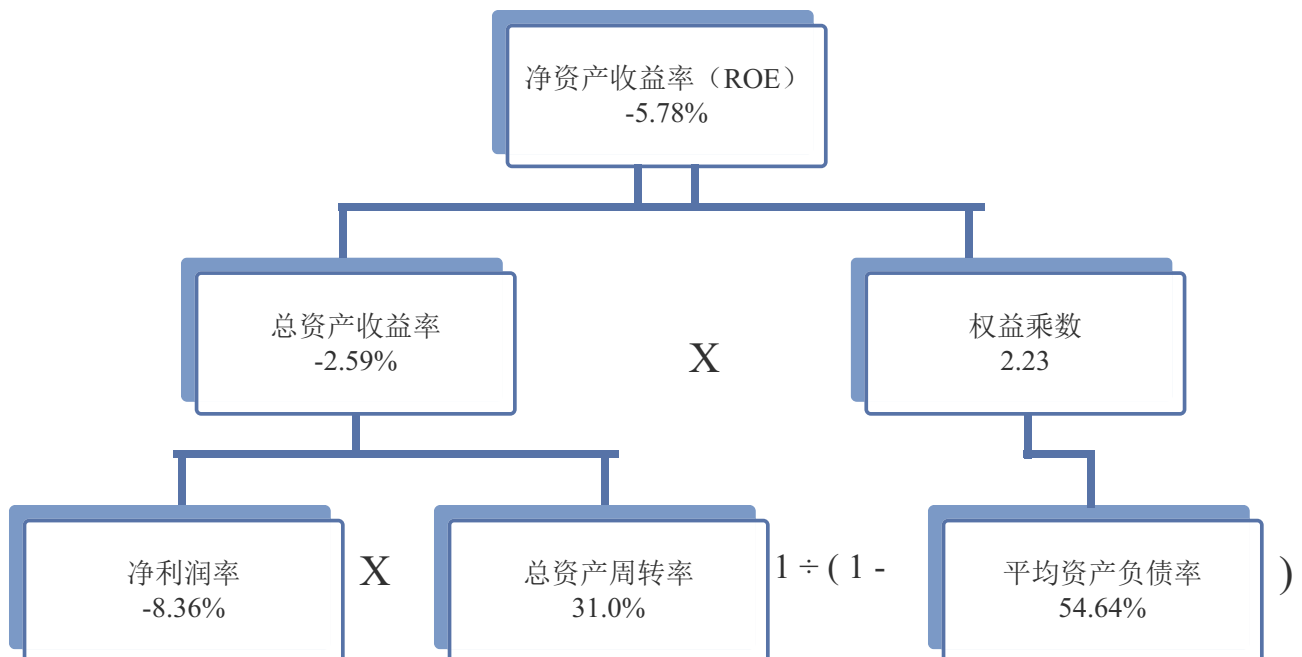 净资产收益率（ROE）
-5.78%
总资产收益率
-2.59%
X
权益乘数
2.23
净利润率
-8.36%
X
总资产周转率
31.0%
1 ÷ ( 1 -
平均资产负债率
54.64%
)